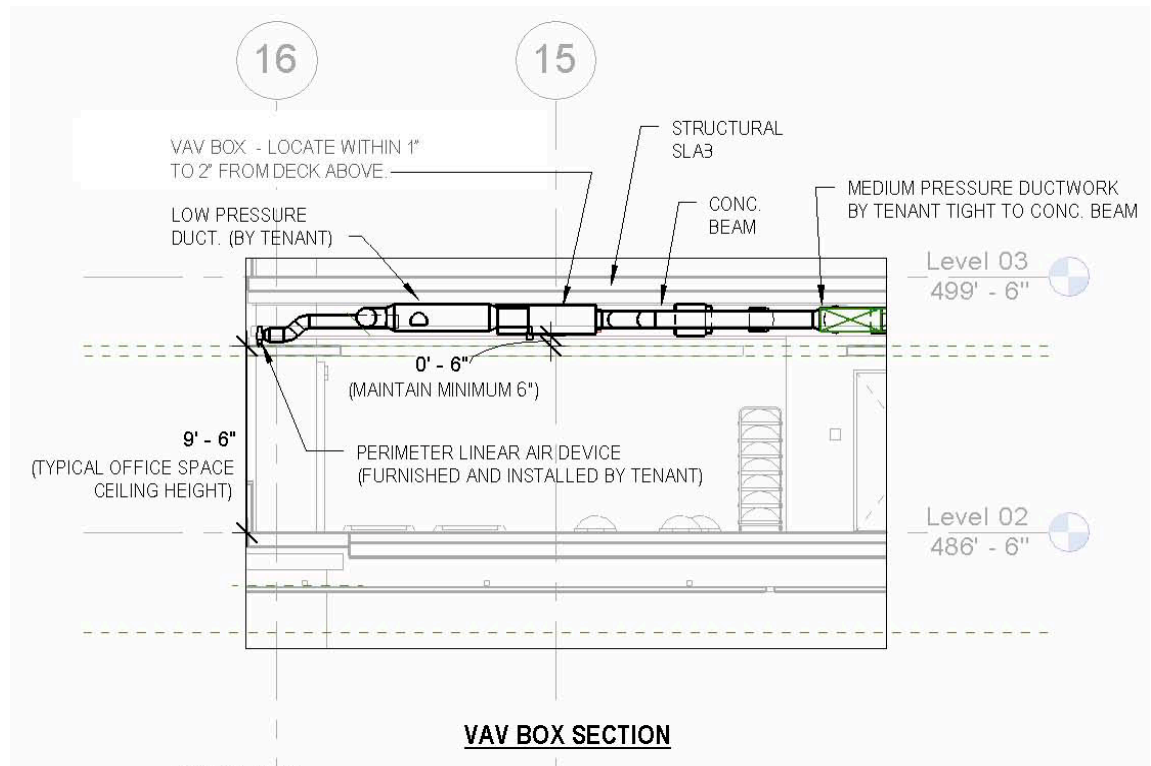 16
15
VAV BOX - LOCATE WITHIN 1"
TO 2" FROM DECK ABOVE.
STRUCTURAL
SLAB
LOW PRESSURE
DUCT. (BY TENANT)
CONC.
BEAM
MEDIUM PRESSURE DUCTWORK
BY TENANT TIGHT TO CONC. BEAM
Level 03
499' - 6"
0' - 6"
(MAINTAIN MINIMUM 6")
9' - 6"
(TYPICAL OFFICE SPACE
CEILING HEIGHT)
PERIMETER LINEAR AIR DEVICE
(FURNISHED AND INSTALLED BY TENANT)
Level 02
486' - 6"
VAV BOX SECTION